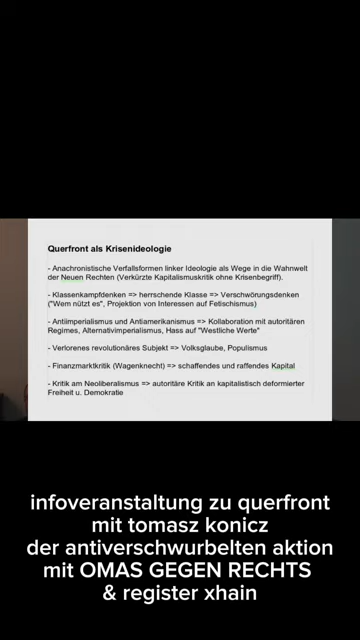 Querfront als Krisenideologie
- Anachronistische Verfallsformen linker Ideologie als Wege in die Wahnwelt
der Neuen Rechten (Verkürzte Kapitalismuskritik ohne Krisenbegriff).
- Klassenkampfdenken => herrschende Klasse => Verschwörungsdenken
("Wem nützt es", Projektion von Interessen auf Fetischismus)
- Antiimperialismus und Antiamerikanismus => Kollaboration mit autoritären
Regimes, Alternativimperialismus, Hass auf "Westliche Werte"
- Verlorenes revolutionäres Subjekt => Volksglaube, Populismus
- Finanzmarktkritik (Wagenknecht) => schaffendes und raffendes Kapital
- Kritik am Neoliberalismus => autoritäre Kritik an kapitalistisch deformierter
Freiheit u. Demokratie
infoveranstaltung zu querfront
mit tomasz konicz
der antiverschwurbelten aktion
mit OMAS GEGEN RECHTS
& register xhain